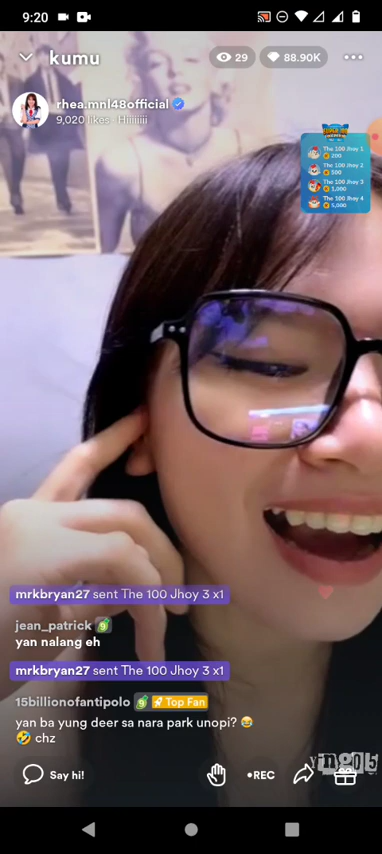 9:20
kumu
29
88.90K
rhea.mnl48official
9,020 likes · Hiiiiiiii
The 100 Jhoy 1
200
The 100 Jhoy 2
500
The 100 Jhoy 3
1,000
The 100 Jhoy 4
5,000
mrkbryan27 sent The 100 Jhoy 3 x1
jean_patrick 9
yan nalang eh
mrkbryan27 sent The 100 Jhoy 3 x1
15billionofantipolo 9 🚀 Top Fan
yan ba yung deer sa nara park unopi? 😂
🤣 chz
Say hi!
•REC